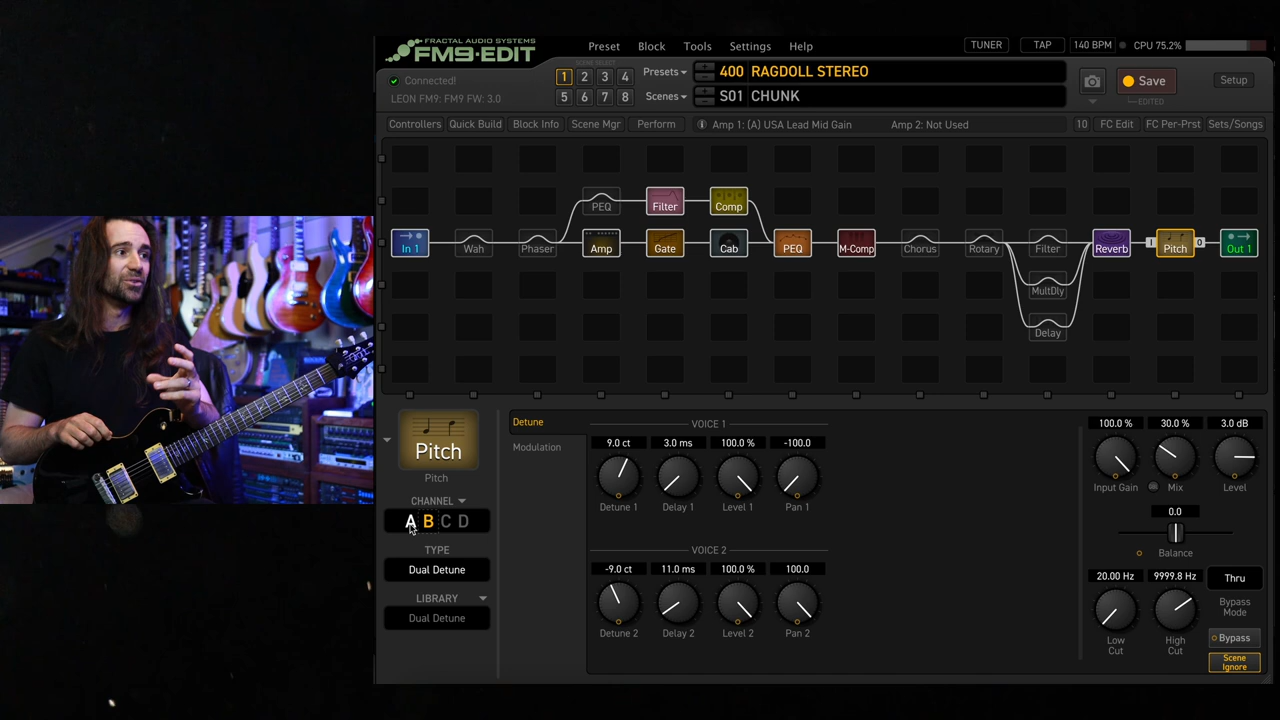 FRACTAL AUDIO SYSTEMS
FM9-EDIT
Preset Block Tools Settings Help
TUNER TAP 140 BPM CPU 75.2%
Connected!
LEON FM9: FM9 FW: 3.0
SCENE SELECT
1 2 3 4
5 6 7 8
Presets 400 RAGDOLL STEREO
Scenes S01 CHUNK
Save
EDITED
Setup
Controllers Quick Build Block Info Scene Mgr Perform
Amp 1: (A) USA Lead Mid Gain Amp 2: Not Used
10 FC Edit FC Per-Prst Sets/Songs
PEQ Filter Comp
In 1 Wah Phaser Amp Gate Cab PEQ M-Comp Chorus Rotary Filter Reverb I Pitch O Out 1
MultDly
Delay
Pitch
Pitch
CHANNEL
A B C D
TYPE
Dual Detune
LIBRARY
Dual Detune
Detune
Modulation
VOICE 1
9.0 ct 3.0 ms 100.0 % -100.0
Detune 1 Delay 1 Level 1 Pan 1
VOICE 2
-9.0 ct 11.0 ms 100.0 % 100.0
Detune 2 Delay 2 Level 2 Pan 2
100.0 % 30.0 % 3.0 dB
Input Gain Mix Level
0.0
Balance
20.00 Hz 9999.8 Hz Thru
Low Cut High Cut Bypass Mode
Bypass
Scene Ignore